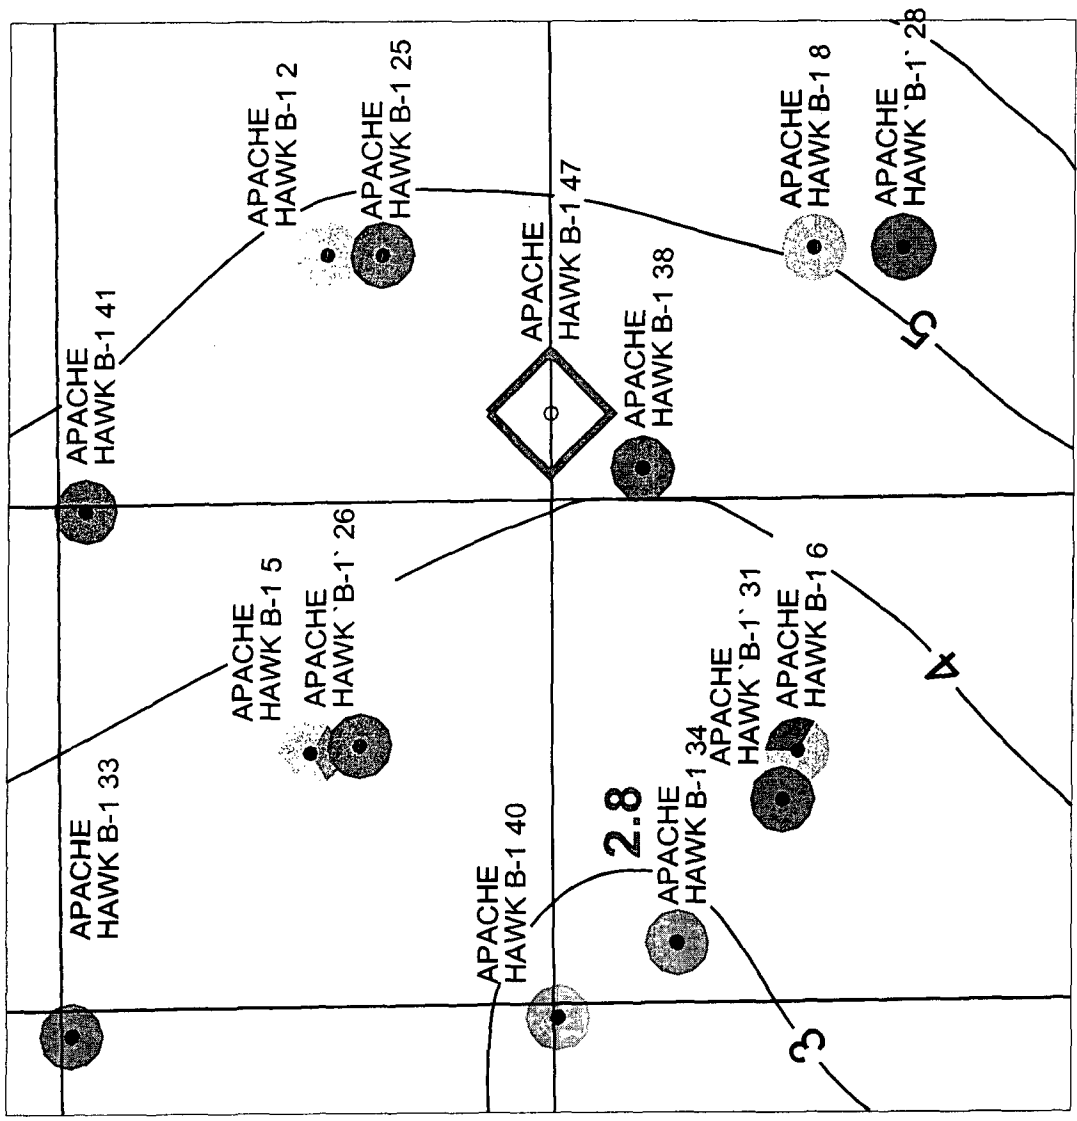 APACHE
HAWK B-1 33
APACHE
HAWK B-1 41
APACHE
HAWK B-1 5
APACHE
HAWK `B-1` 26
APACHE
HAWK B-1 2
APACHE
HAWK B-1 25
APACHE
HAWK B-1 40
APACHE
HAWK B-1 47
2.8
APACHE
HAWK B-1 34
APACHE
HAWK B-1 38
APACHE
HAWK `B-1` 31
APACHE
HAWK B-1 6
APACHE
HAWK B-1 8
APACHE
HAWK `B-1` 28
3
4
5